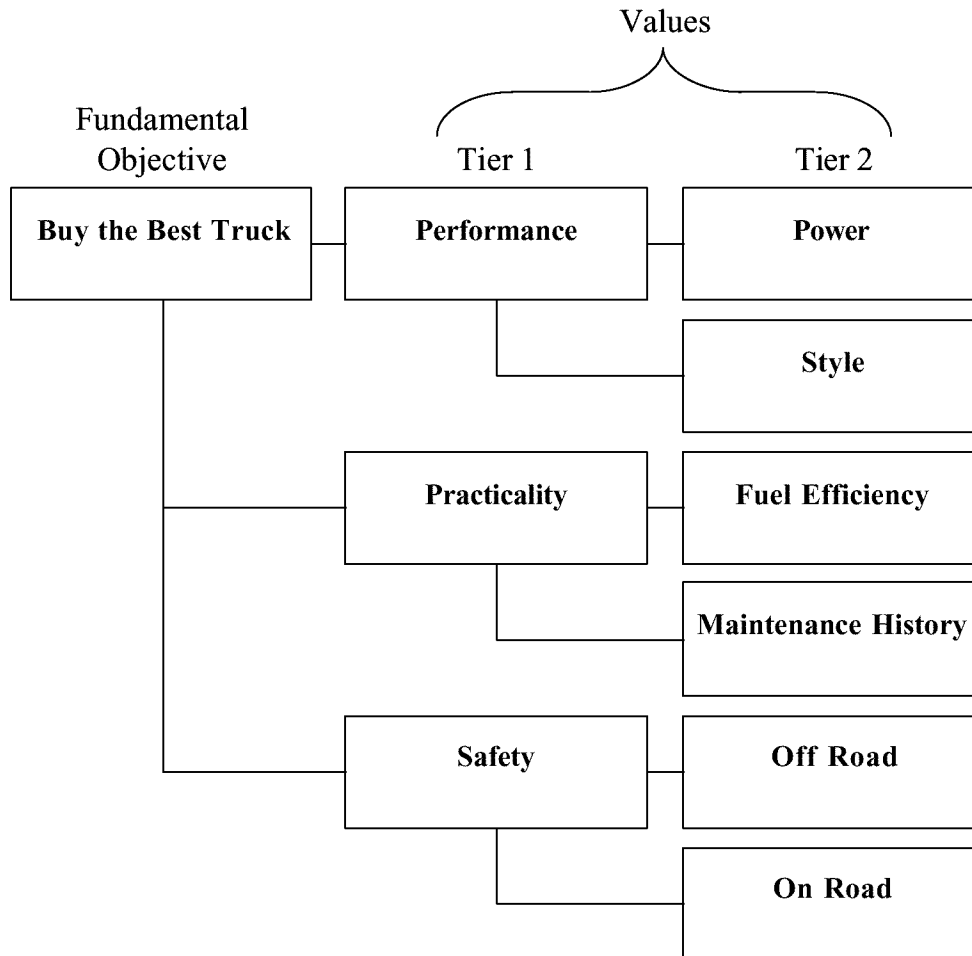 Values
Fundamental
Objective
Tier 1
Tier 2
Buy the Best Truck
Performance
Power
Style
Practicality
Fuel Efficiency
Maintenance History
Safety
Off Road
On Road